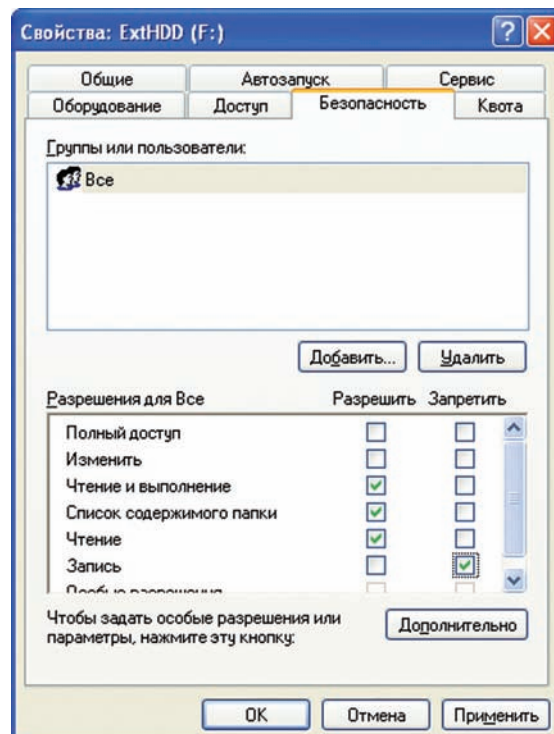 Свойства: ExtHDD (F:)
Общие Автозапуск Сервис
Оборудование Доступ Безопасность Квота
Группы или пользователи:
Все
Добавить... Удалить
Разрешения для Все Разрешить Запретить
Полный доступ
Изменить
Чтение и выполнение
Список содержимого папки
Чтение
Запись
Особые разрешения
Чтобы задать особые разрешения или
параметры, нажмите эту кнопку:
Дополнительно
OK Отмена Применить